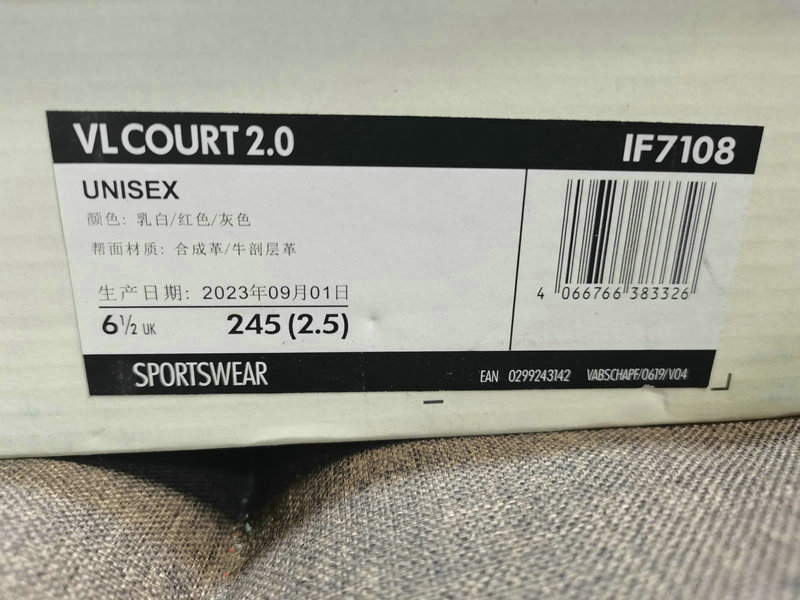 VL COURT 2.0
IF7108
UNISEX
颜色: 乳白/红色/灰色
帮面材质: 合成革/牛剖层革
生产日期: 2023年09月01日
6½ UK 245 (2.5)
4 066766 383326
SPORTSWEAR
EAN 0299243142 VABSCHAPF/0619/V04